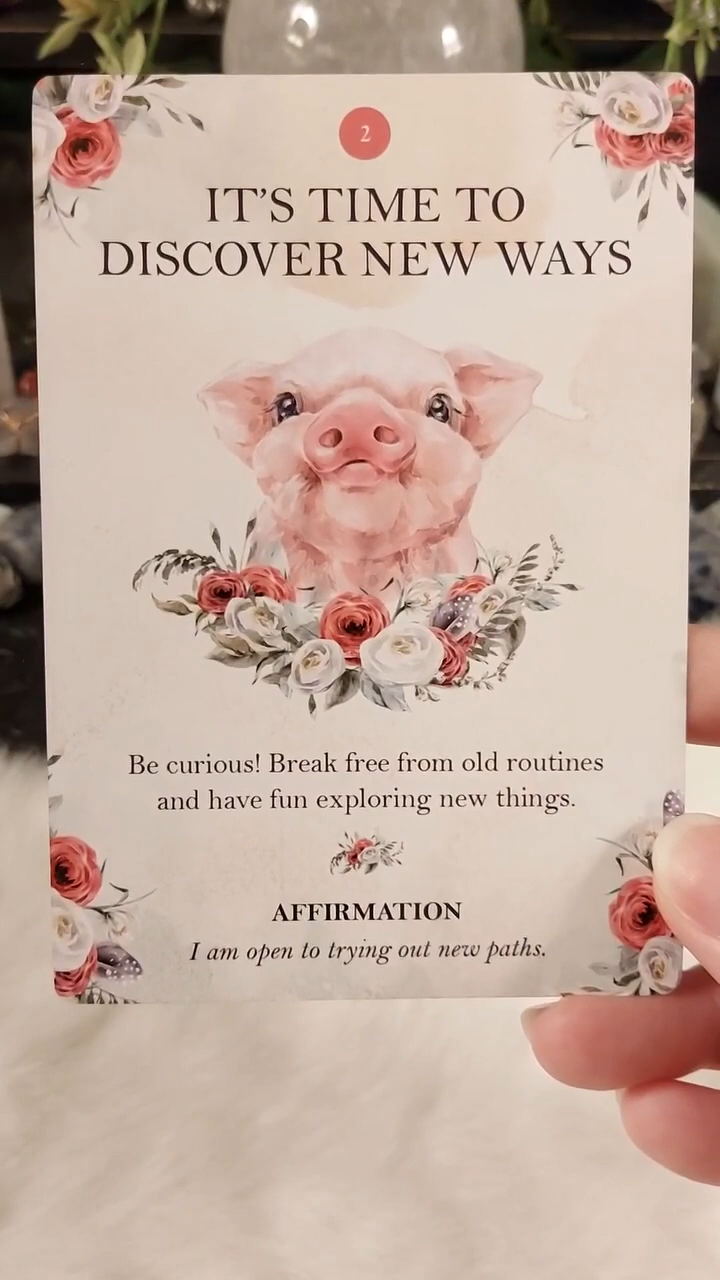 2
IT’S TIME TO
DISCOVER NEW WAYS
Be curious! Break free from old routines
and have fun exploring new things.
AFFIRMATION
I am open to trying out new paths.